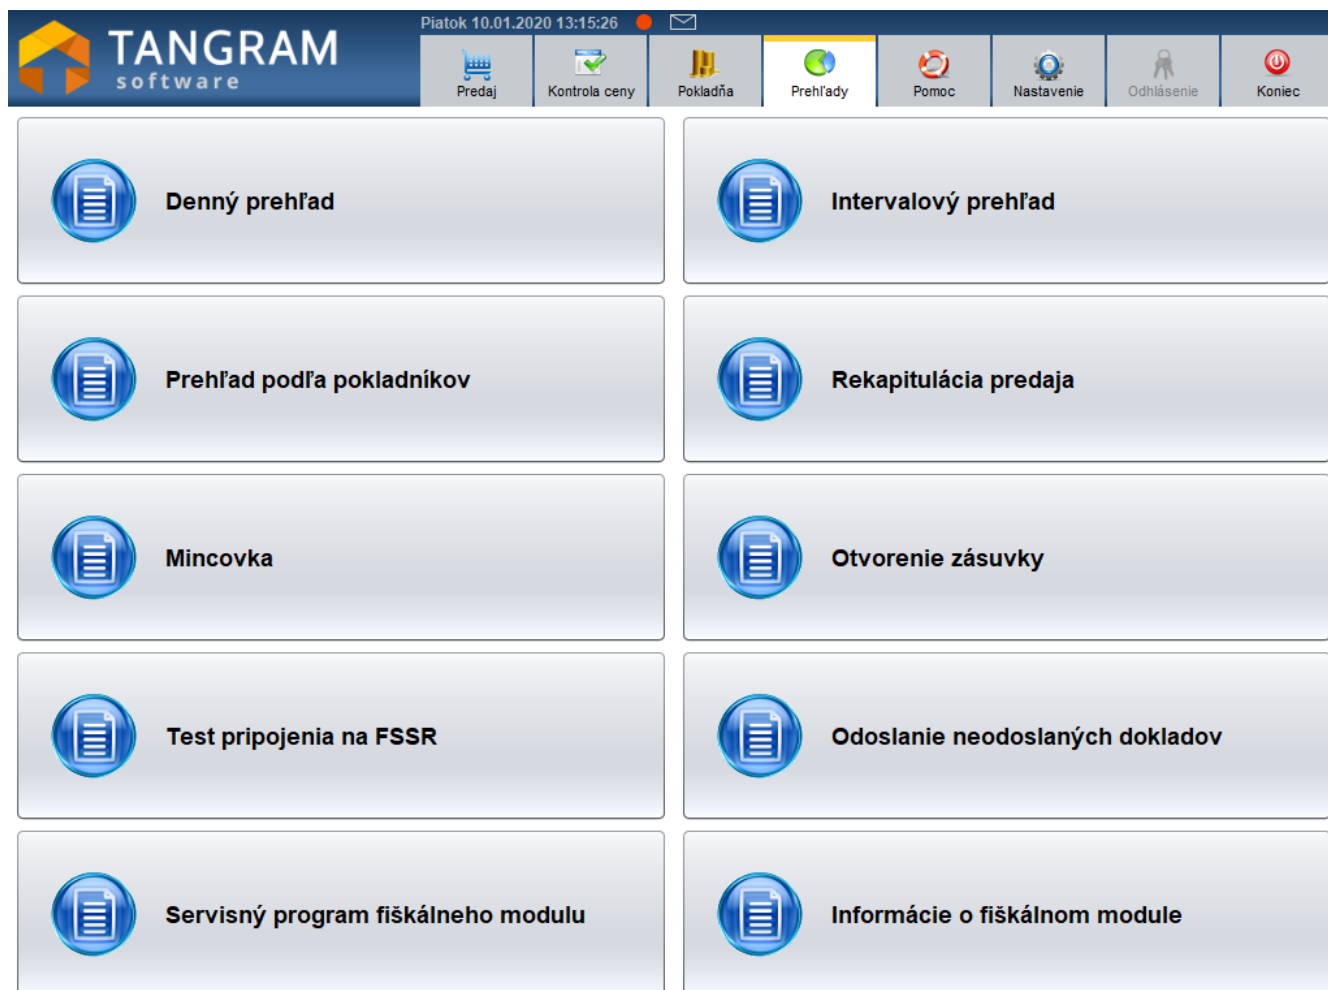 TANGRAM
software
Piatok 10.01.2020 13:15:26
Predaj
Kontrola ceny
Pokladňa
Prehľady
Pomoc
Nastavenie
Odhlásenie
Koniec
Denný prehľad
Intervalový prehľad
Prehľad podľa pokladníkov
Rekapitulácia predaja
Mincovka
Otvorenie zásuvky
Test pripojenia na FSSR
Odoslanie neodoslaných dokladov
Servisný program fiškálneho modulu
Informácie o fiškálnom module